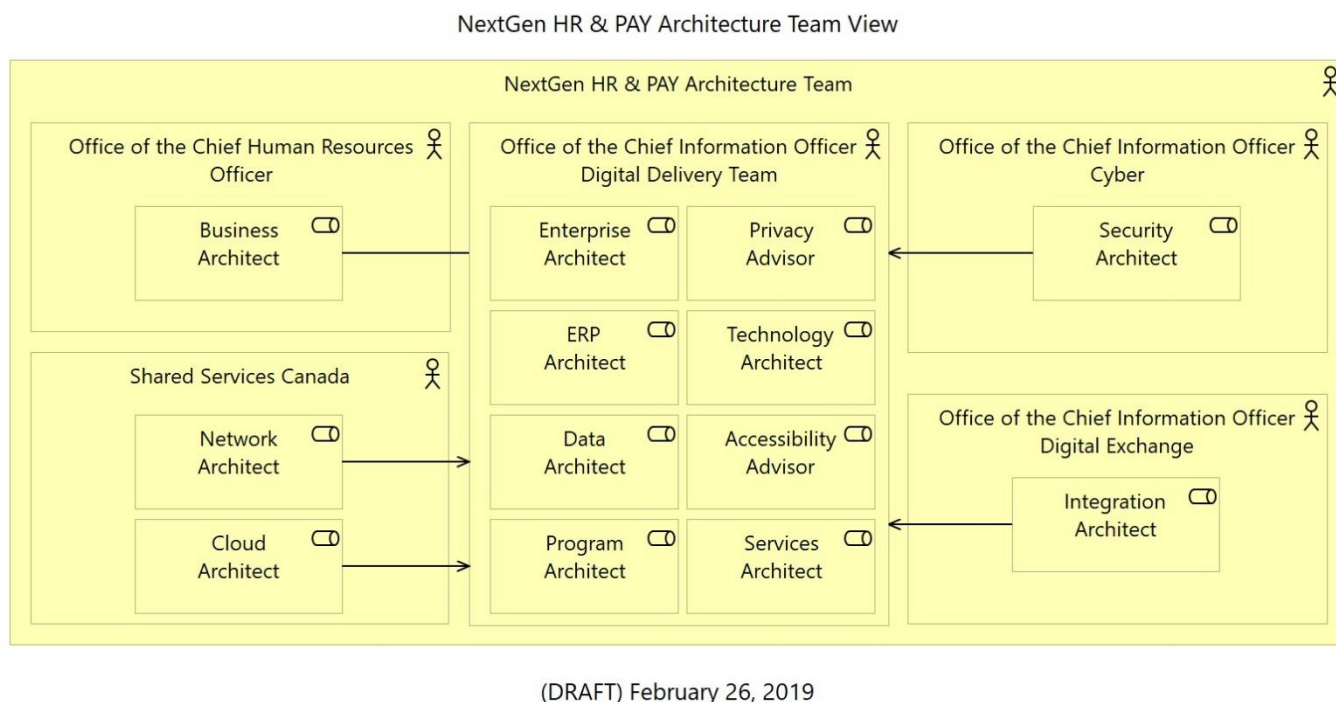 NextGen HR & PAY Architecture Team View
NextGen HR & PAY Architecture Team
Office of the Chief Human Resources
Officer
Business
Architect
Shared Services Canada
Network
Architect
Cloud
Architect
Office of the Chief Information Officer
Digital Delivery Team
Enterprise
Architect
Privacy
Advisor
ERP
Architect
Technology
Architect
Data
Architect
Accessibility
Advisor
Program
Architect
Services
Architect
Office of the Chief Information Officer
Cyber
Security
Architect
Office of the Chief Information Officer
Digital Exchange
Integration
Architect
(DRAFT) February 26, 2019